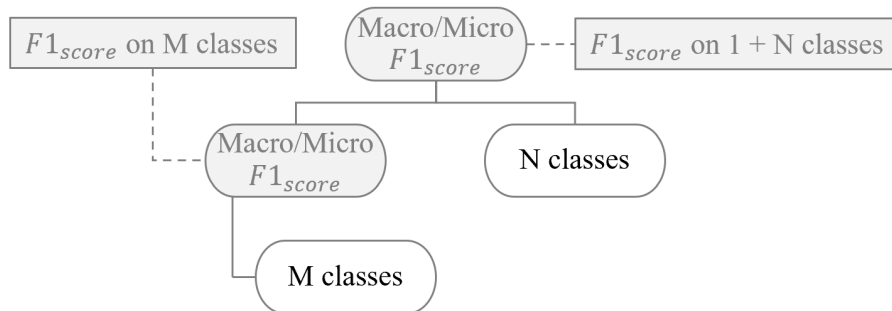 F1score on M classes
Macro/Micro
F1score
F1score on 1 + N classes
Macro/Micro
F1score
N classes
M classes